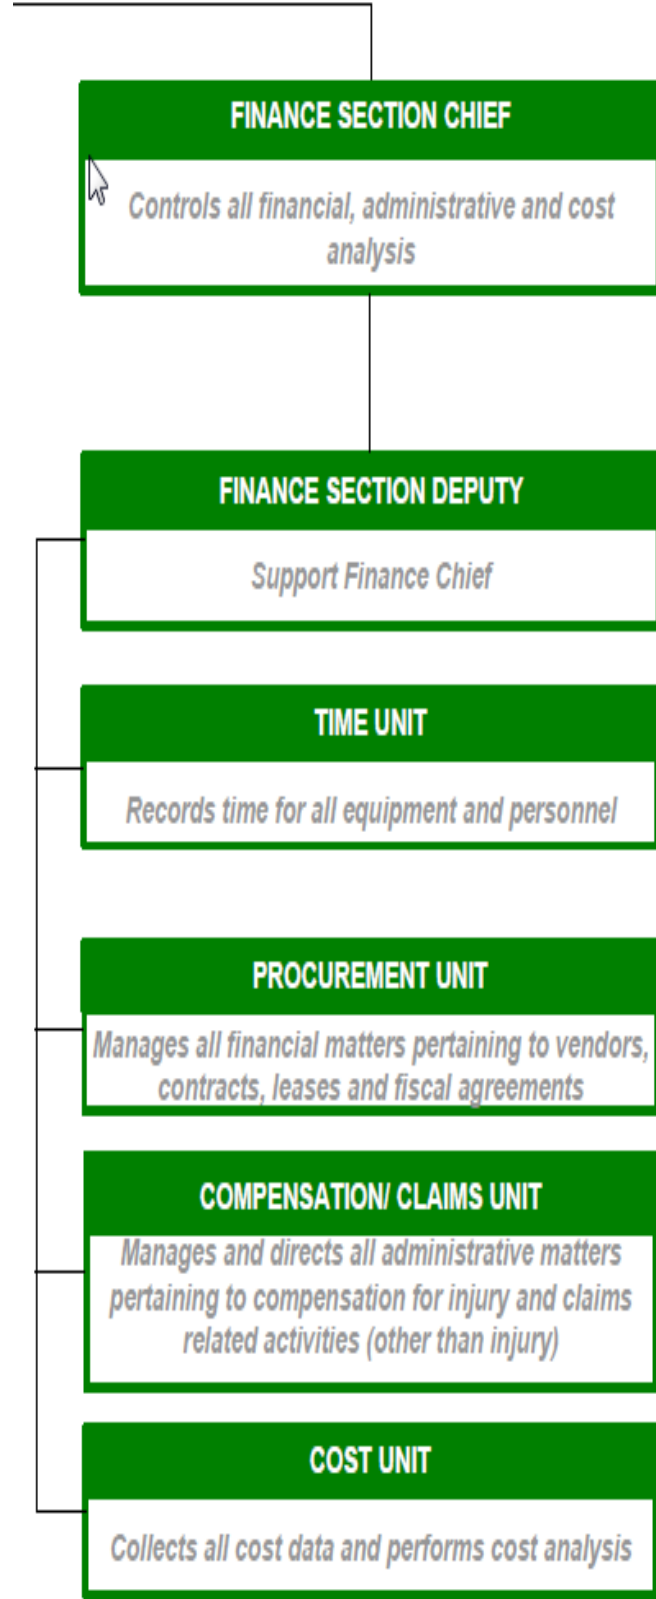 FINANCE SECTION CHIEF
Controls all financial, administrative and cost
analysis
FINANCE SECTION DEPUTY
Support Finance Chief
TIME UNIT
Records time for all equipment and personnel
PROCUREMENT UNIT
Manages all financial matters pertaining to vendors,
contracts, leases and fiscal agreements
COMPENSATION/ CLAIMS UNIT
Manages and directs all administrative matters
pertaining to compensation for injury and claims
related activities (other than injury)
COST UNIT
Collects all cost data and performs cost analysis